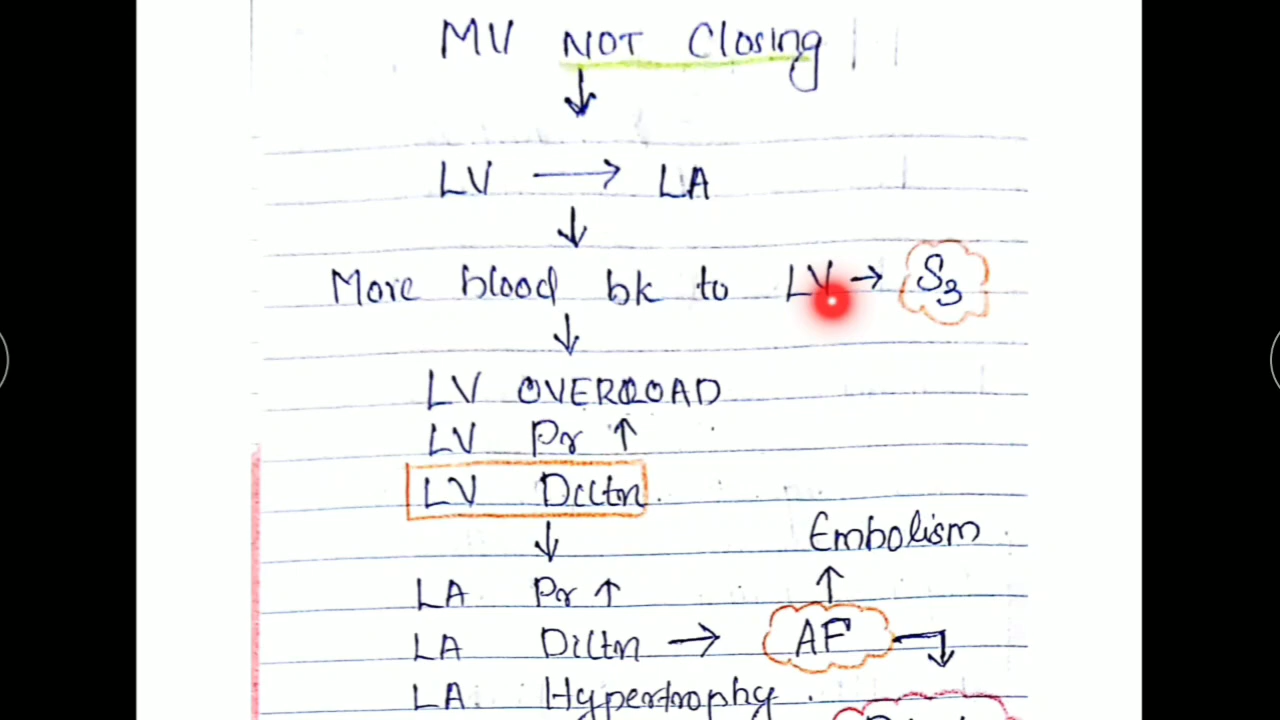 MV NOT Closing
↓
LV → LA
↓
More blood bk to LV → S3
↓
LV OVERLOAD
LV Pr ↑
LV Dcltn
↓
Embolism
↑
LA Pr ↑
LA Diltn → AF
LA Hypertrophy